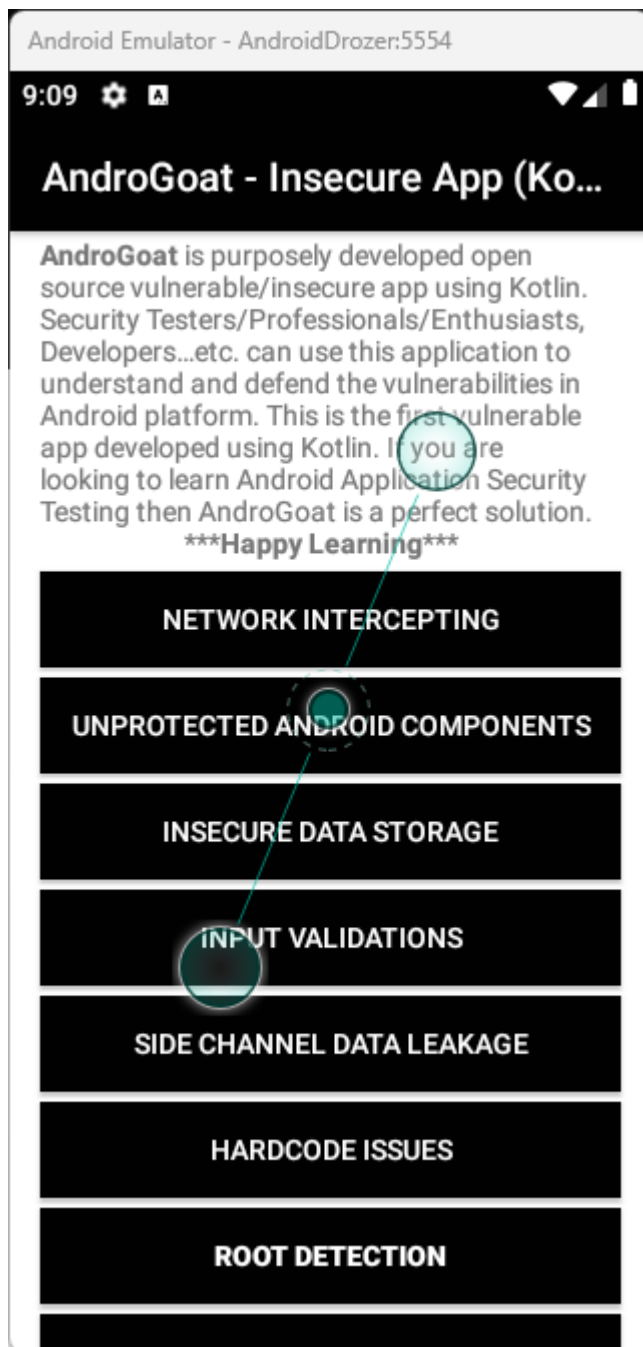 Android Emulator - AndroidDrozer:5554
9:09
AndroGoat - Insecure App (Ko...
AndroGoat is purposely developed open
source vulnerable/insecure app using Kotlin.
Security Testers/Professionals/Enthusiasts,
Developers...etc. can use this application to
understand and defend the vulnerabilities in
Android platform. This is the first vulnerable
app developed using Kotlin. If you are
looking to learn Android Application Security
Testing then AndroGoat is a perfect solution.
***Happy Learning***
NETWORK INTERCEPTING
UNPROTECTED ANDROID COMPONENTS
INSECURE DATA STORAGE
INPUT VALIDATIONS
SIDE CHANNEL DATA LEAKAGE
HARDCODE ISSUES
ROOT DETECTION